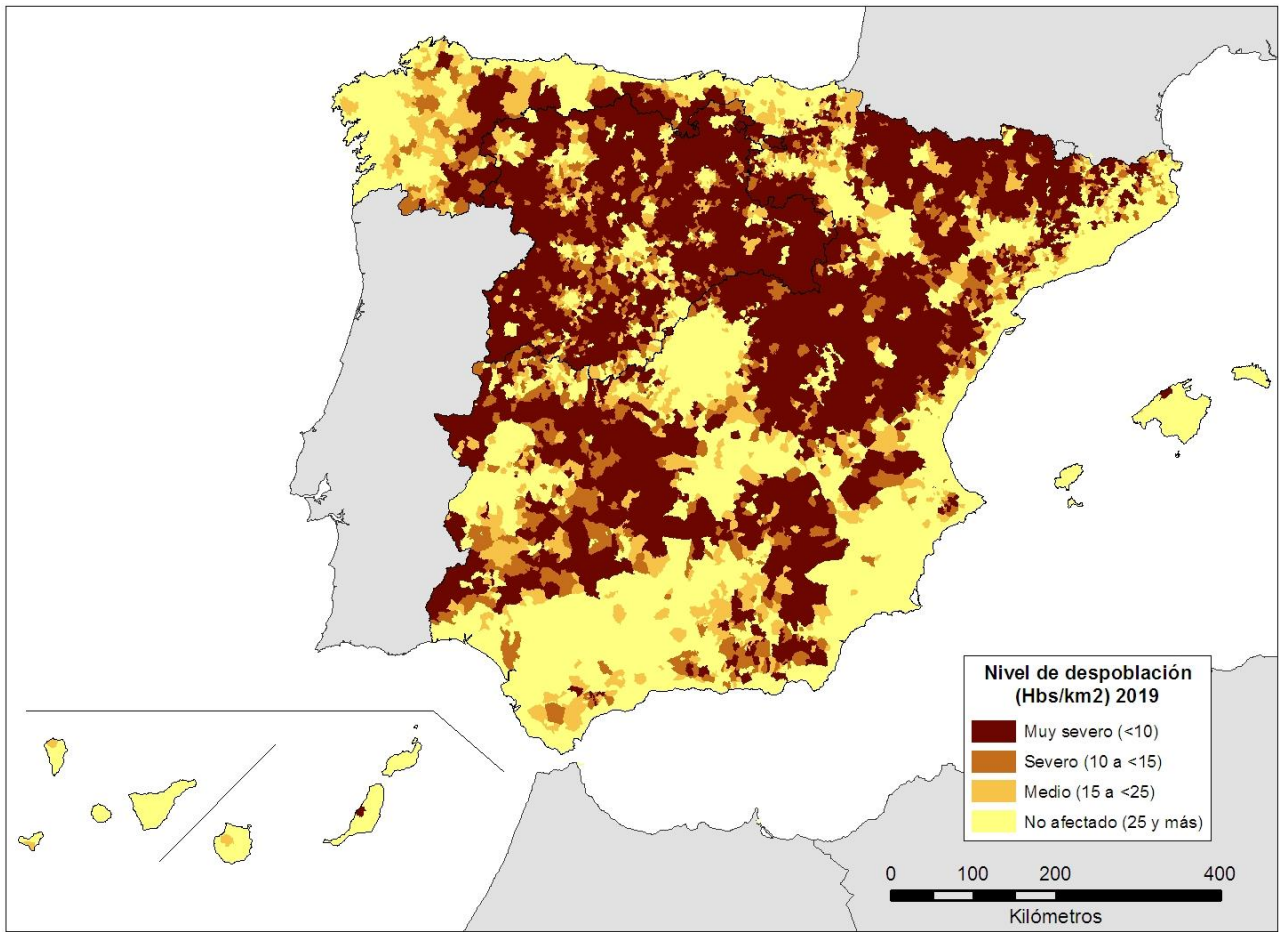 Nivel de despoblación
(Hbs/km2) 2019
Muy severo (<10)
Severo (10 a <15)
Medio (15 a <25)
No afectado (25 y más)
0 100 200 400
Kilómetros